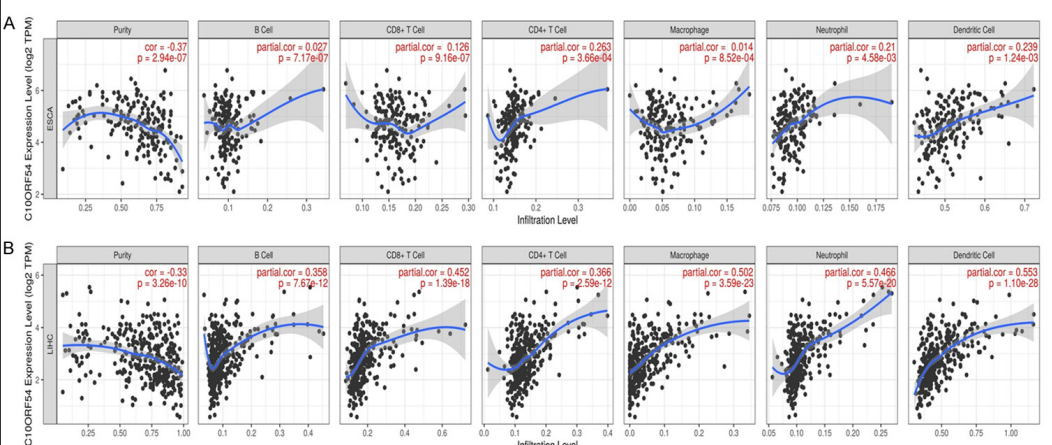 A
C10ORF54 Expression Level (log2 TPM)
ESCA
Purity
cor = -0.37
p = 2.94e-07
B Cell
partial.cor = 0.027
p = 7.17e-07
CD8+ T Cell
partial.cor = 0.126
p = 9.16e-07
CD4+ T Cell
partial.cor = 0.263
p = 3.66e-04
Macrophage
partial.cor = 0.014
p = 8.52e-04
Neutrophil
partial.cor = 0.21
p = 4.58e-03
Dendritic Cell
partial.cor = 0.239
p = 1.24e-03
6
4
2
0.25 0.50 0.75
0.1 0.2 0.3
0.10 0.15 0.20 0.25 0.30
0.1 0.2 0.3
0.00 0.05 0.10 0.15
0.075 0.100 0.125 0.150 0.175
0.5 0.6 0.7
Infiltration Level
B
C10ORF54 Expression Level (log2 TPM)
LIHC
Purity
cor = -0.33
p = 3.26e-10
B Cell
partial.cor = 0.358
p = 7.67e-12
CD8+ T Cell
partial.cor = 0.452
p = 1.39e-18
CD4+ T Cell
partial.cor = 0.366
p = 2.59e-12
Macrophage
partial.cor = 0.502
p = 3.59e-23
Neutrophil
partial.cor = 0.466
p = 5.57e-20
Dendritic Cell
partial.cor = 0.553
p = 1.10e-28
6
4
2
0.25 0.50 0.75 1.00
0.1 0.2 0.3 0.4
0.2 0.4 0.6
0.0 0.1 0.2 0.3 0.4
0.0 0.1 0.2 0.3
0.05 0.10 0.15 0.20 0.25
0.50 0.75 1.00
Infiltration Level